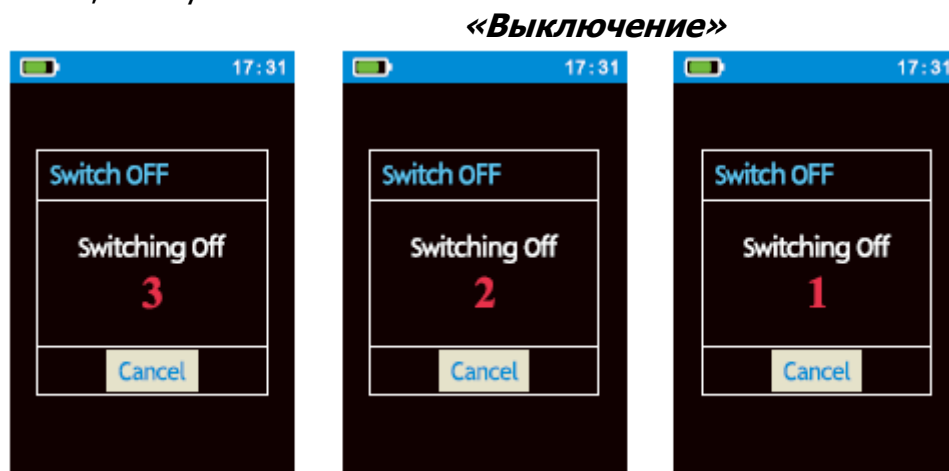 «Выключение»
17:31
Switch OFF
Switching Off
3
Cancel
17:31
Switch OFF
Switching Off
2
Cancel
17:31
Switch OFF
Switching Off
1
Cancel